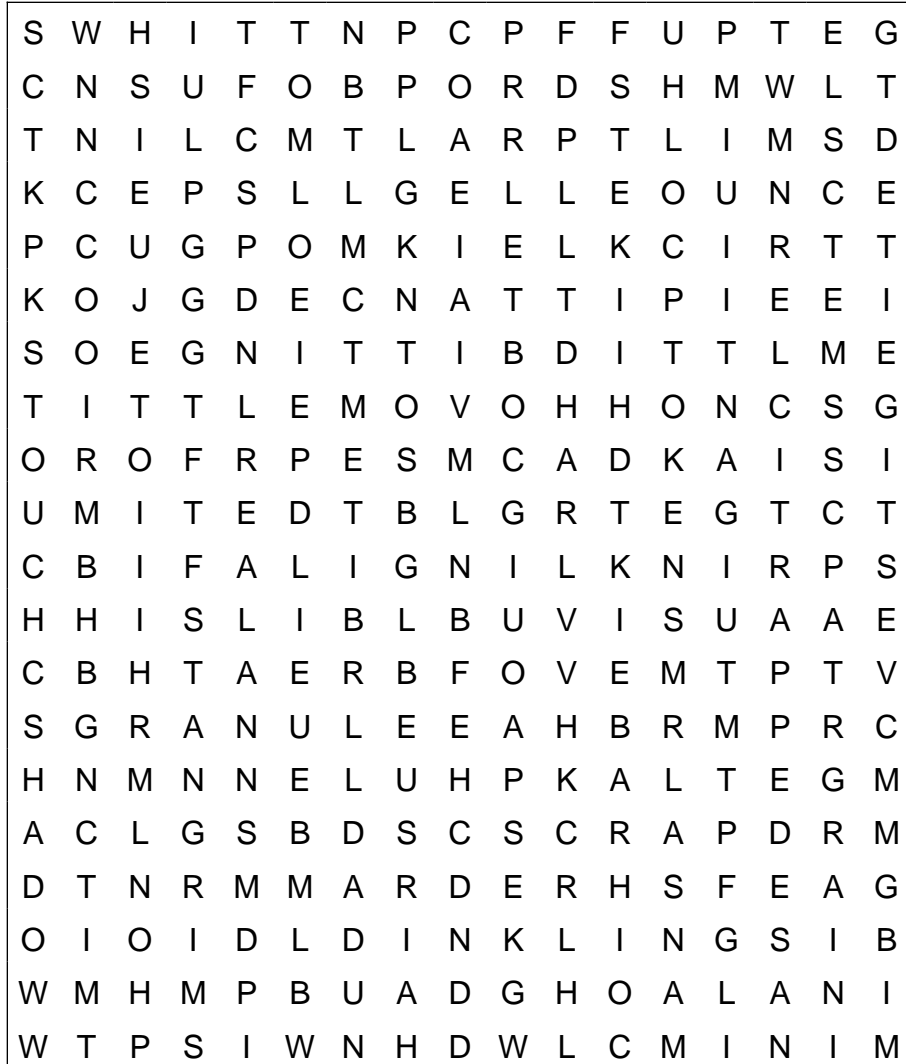 S W H I T T N P C P F F U P T E G
C N S U F O B P O R D S H M W L T
T N I L C M T L A R P T L I M S D
K C E P S L L G E L L E O U N C E
P C U G P O M K I E L K C I R T T
K O J G D E C N A T T I P I E E I
S O E G N I T T I B D I T T L M E
T I T T L E M O V O H H O N C S G
O R O F R P E S M C A D K A I S I
U M I T E D T B L G R T E G T C T
C B I F A L I G N I L K N I R P S
H H I S L I B L B U V I S U A A E
C B H T A E R B F O V E M T P T V
S G R A N U L E E A H B R M P R C
H N M N N E L U H P K A L T E G M
A C L G S B D S C S C R A P D R M
D T N R M M A R D E R H S F E A G
O I O I D L D I N K L I N G S I B
W M H M P B U A D G H O A L A N I
W T P S I W N H D W L C M I N I M